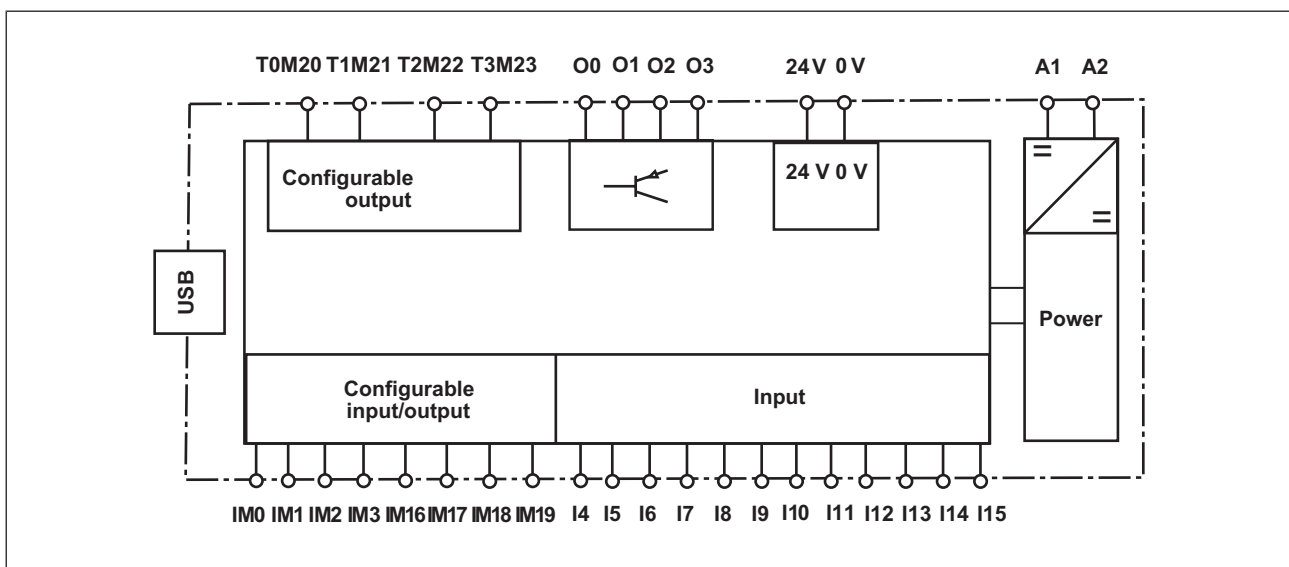 T0M20 T1M21 T2M22 T3M23 O0 O1 O2 O3 24 V 0 V A1 A2
Configurable
output
24 V 0 V
USB
Power
Configurable
input/output
Input
IM0 IM1 IM2 IM3 IM16 IM17 IM18 IM19 I4 I5 I6 I7 I8 I9 I10 I11 I12 I13 I14 I15